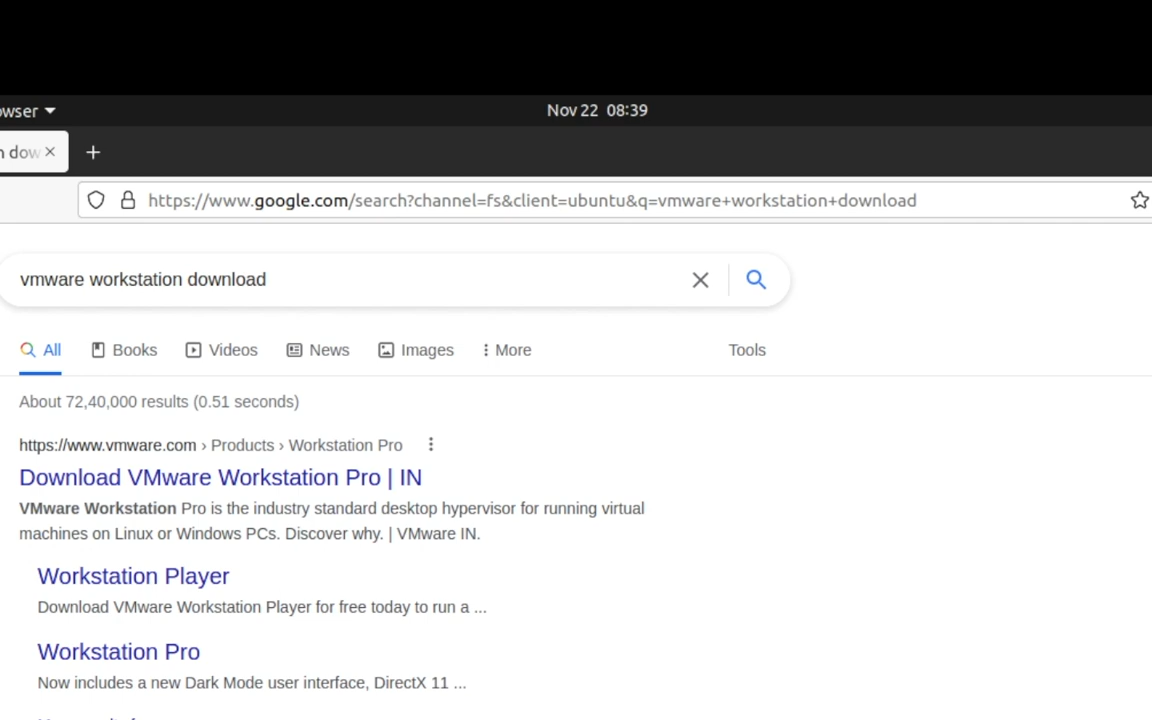 owser
Nov 22 08:39
n dow
https://www.google.com/search?channel=fs&client=ubuntu&q=vmware+workstation+download
vmware workstation download
All Books Videos News Images More Tools
About 72,40,000 results (0.51 seconds)
https://www.vmware.com › Products › Workstation Pro
Download VMware Workstation Pro | IN
VMware Workstation Pro is the industry standard desktop hypervisor for running virtual
machines on Linux or Windows PCs. Discover why. | VMware IN.
Workstation Player
Download VMware Workstation Player for free today to run a ...
Workstation Pro
Now includes a new Dark Mode user interface, DirectX 11 ...